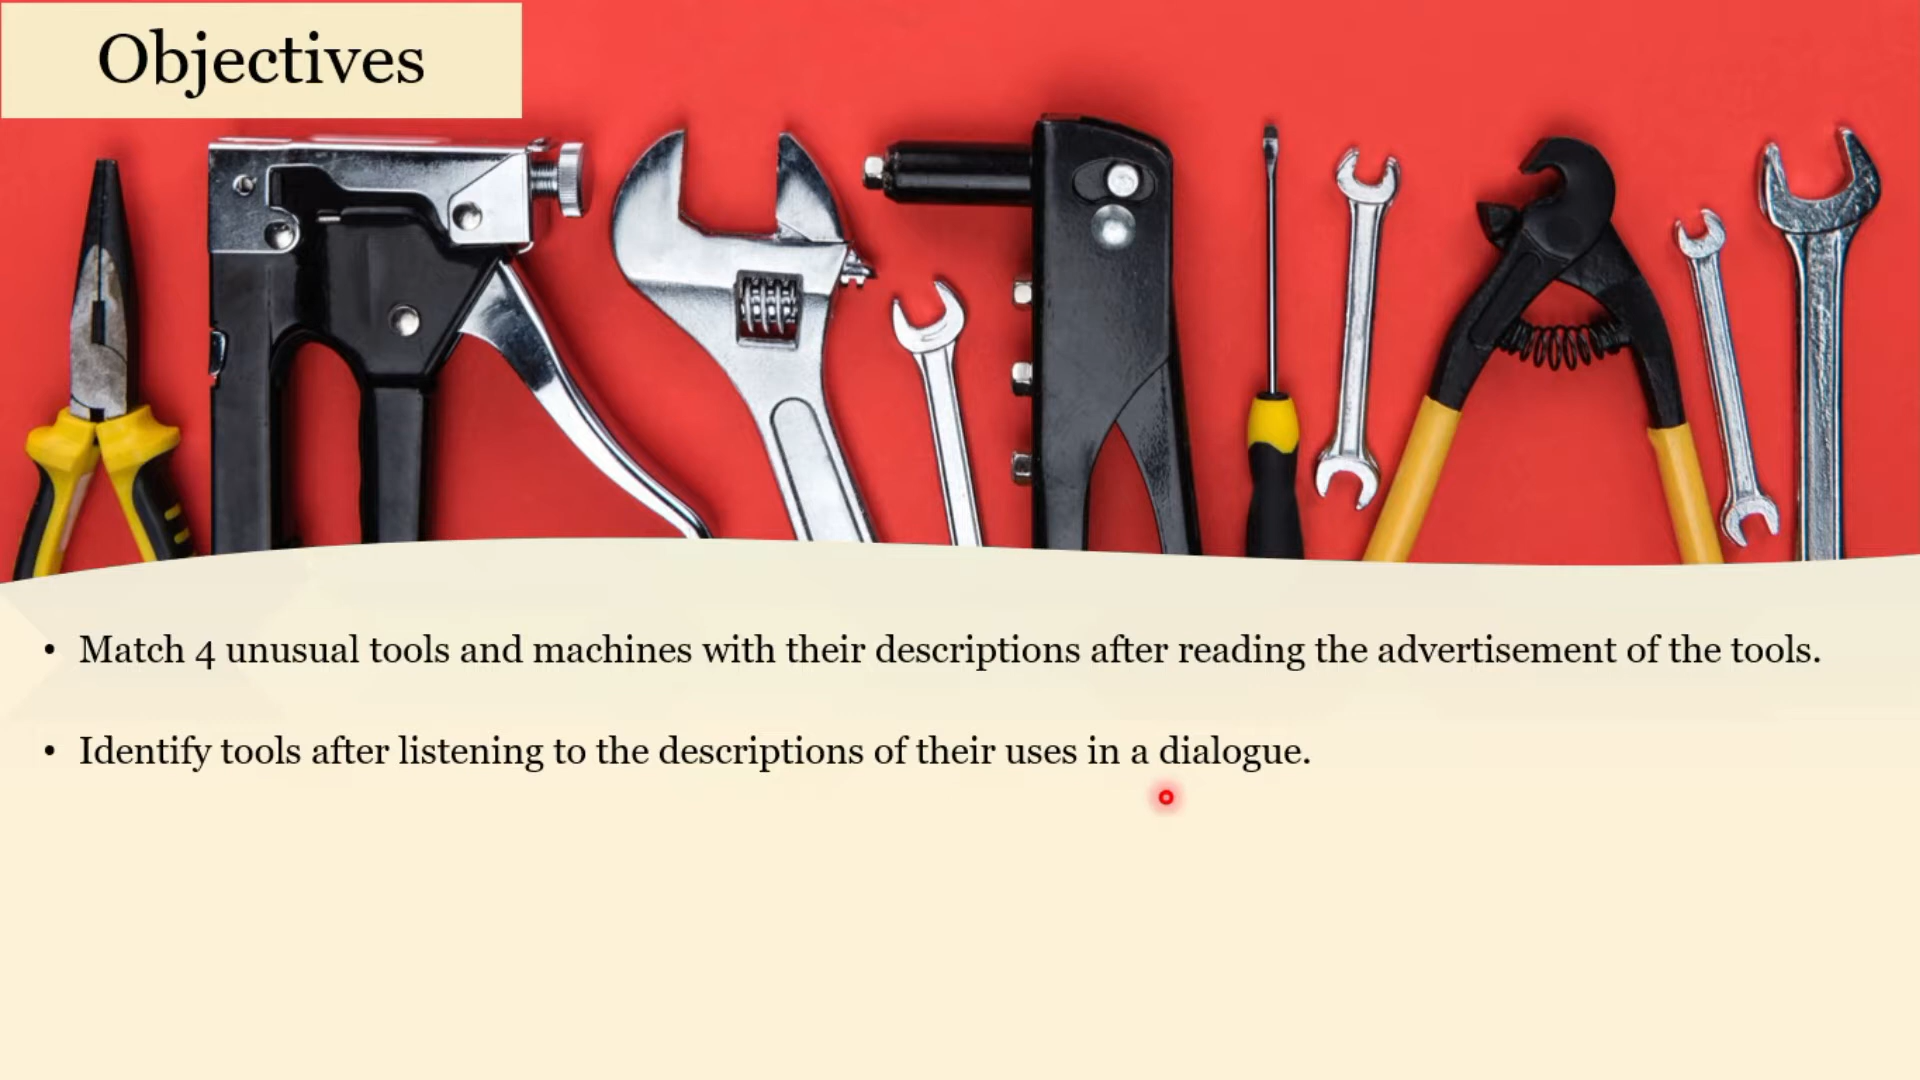 Objectives
• Match 4 unusual tools and machines with their descriptions after reading the advertisement of the tools.
• Identify tools after listening to the descriptions of their uses in a dialogue.